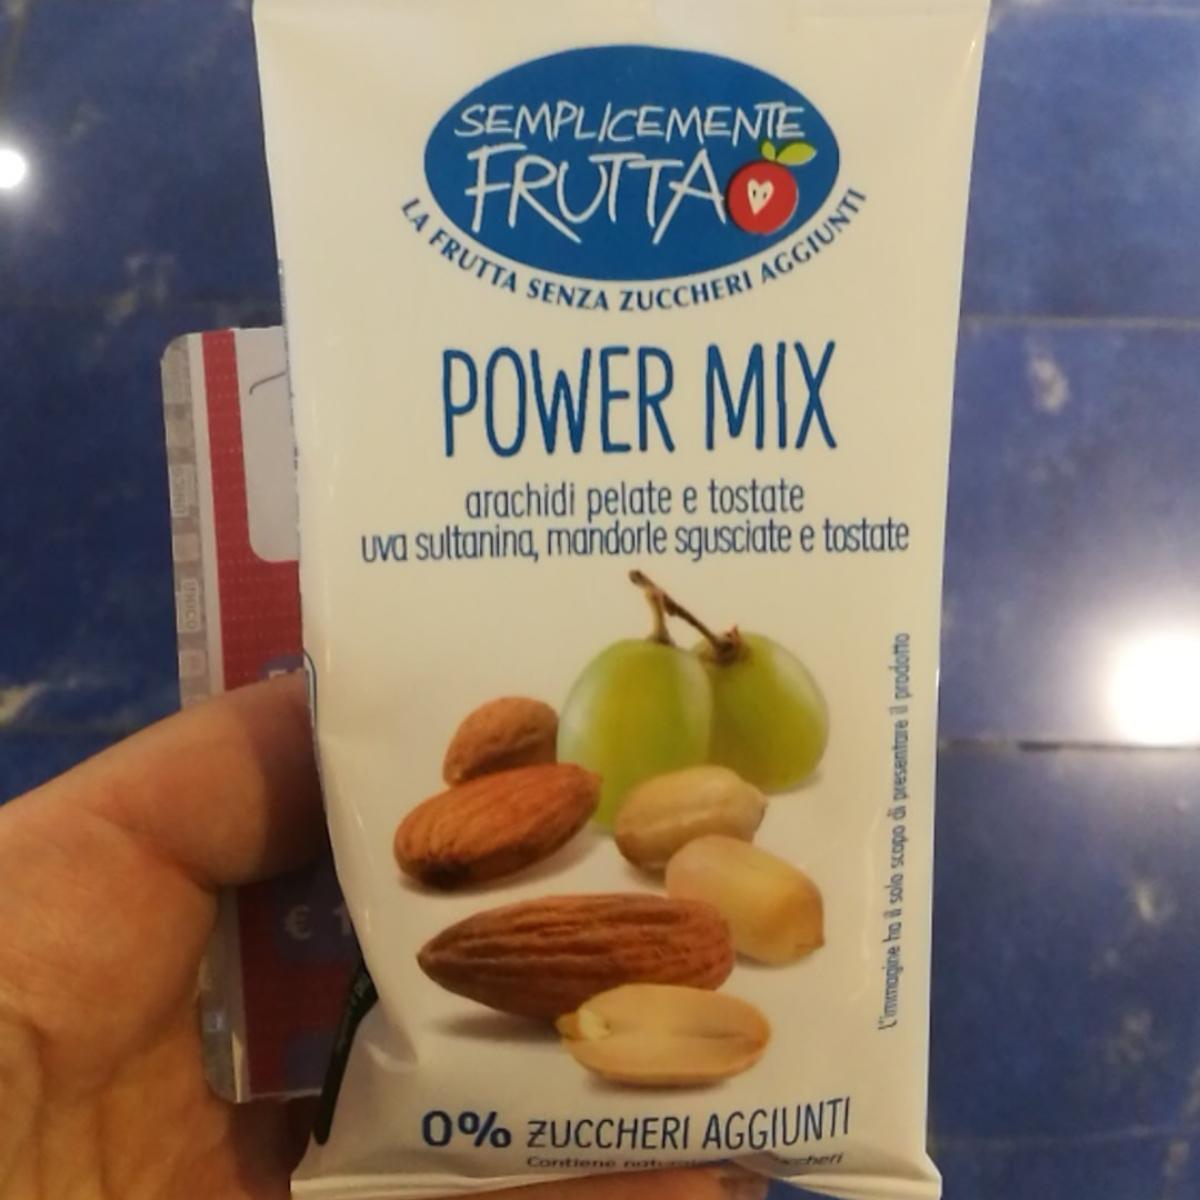 SEMPLICEMENTE
FRUTTA
LA FRUTTA SENZA ZUCCHERI AGGIUNTI
POWER MIX
arachidi pelate e tostate
uva sultanina, mandorle sgusciate e tostate
L'immagine ha il solo scopo di presentare il prodotto
€ 1
0% ZUCCHERI AGGIUNTI
Contiene